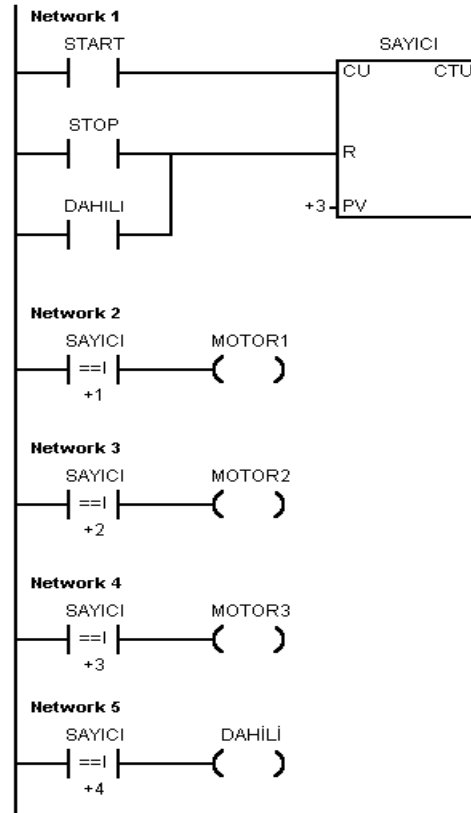 Network 1
START SAYICI
CU CTU
STOP
R
DAHILI
+3 PV
Network 2
SAYICI MOTOR1
==I
+1
Network 3
SAYICI MOTOR2
==I
+2
Network 4
SAYICI MOTOR3
==I
+3
Network 5
SAYICI DAHİLİ
==I
+4